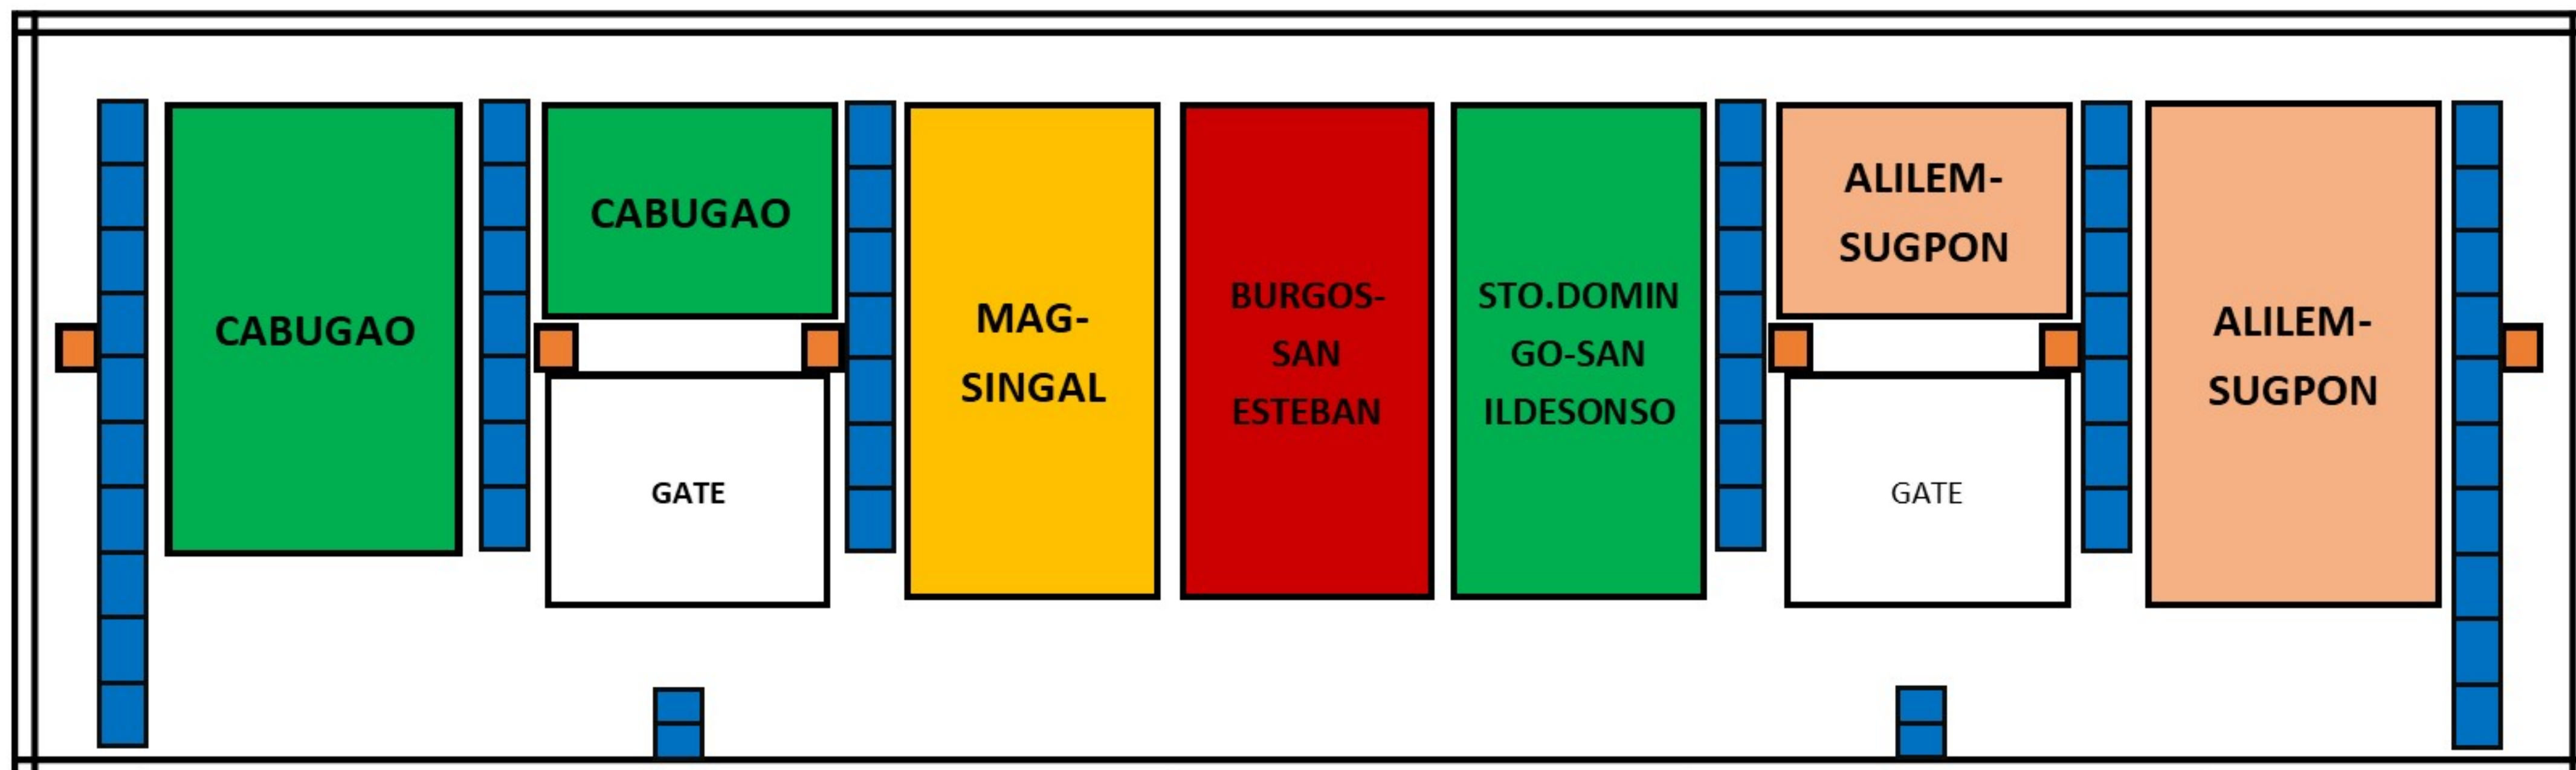 CABUGAO
CABUGAO
GATE
MAG-
SINGAL
BURGOS-
SAN
ESTEBAN
STO.DOMIN
GO-SAN
ILDESONSO
ALILEM-
SUGPON
GATE
ALILEM-
SUGPON